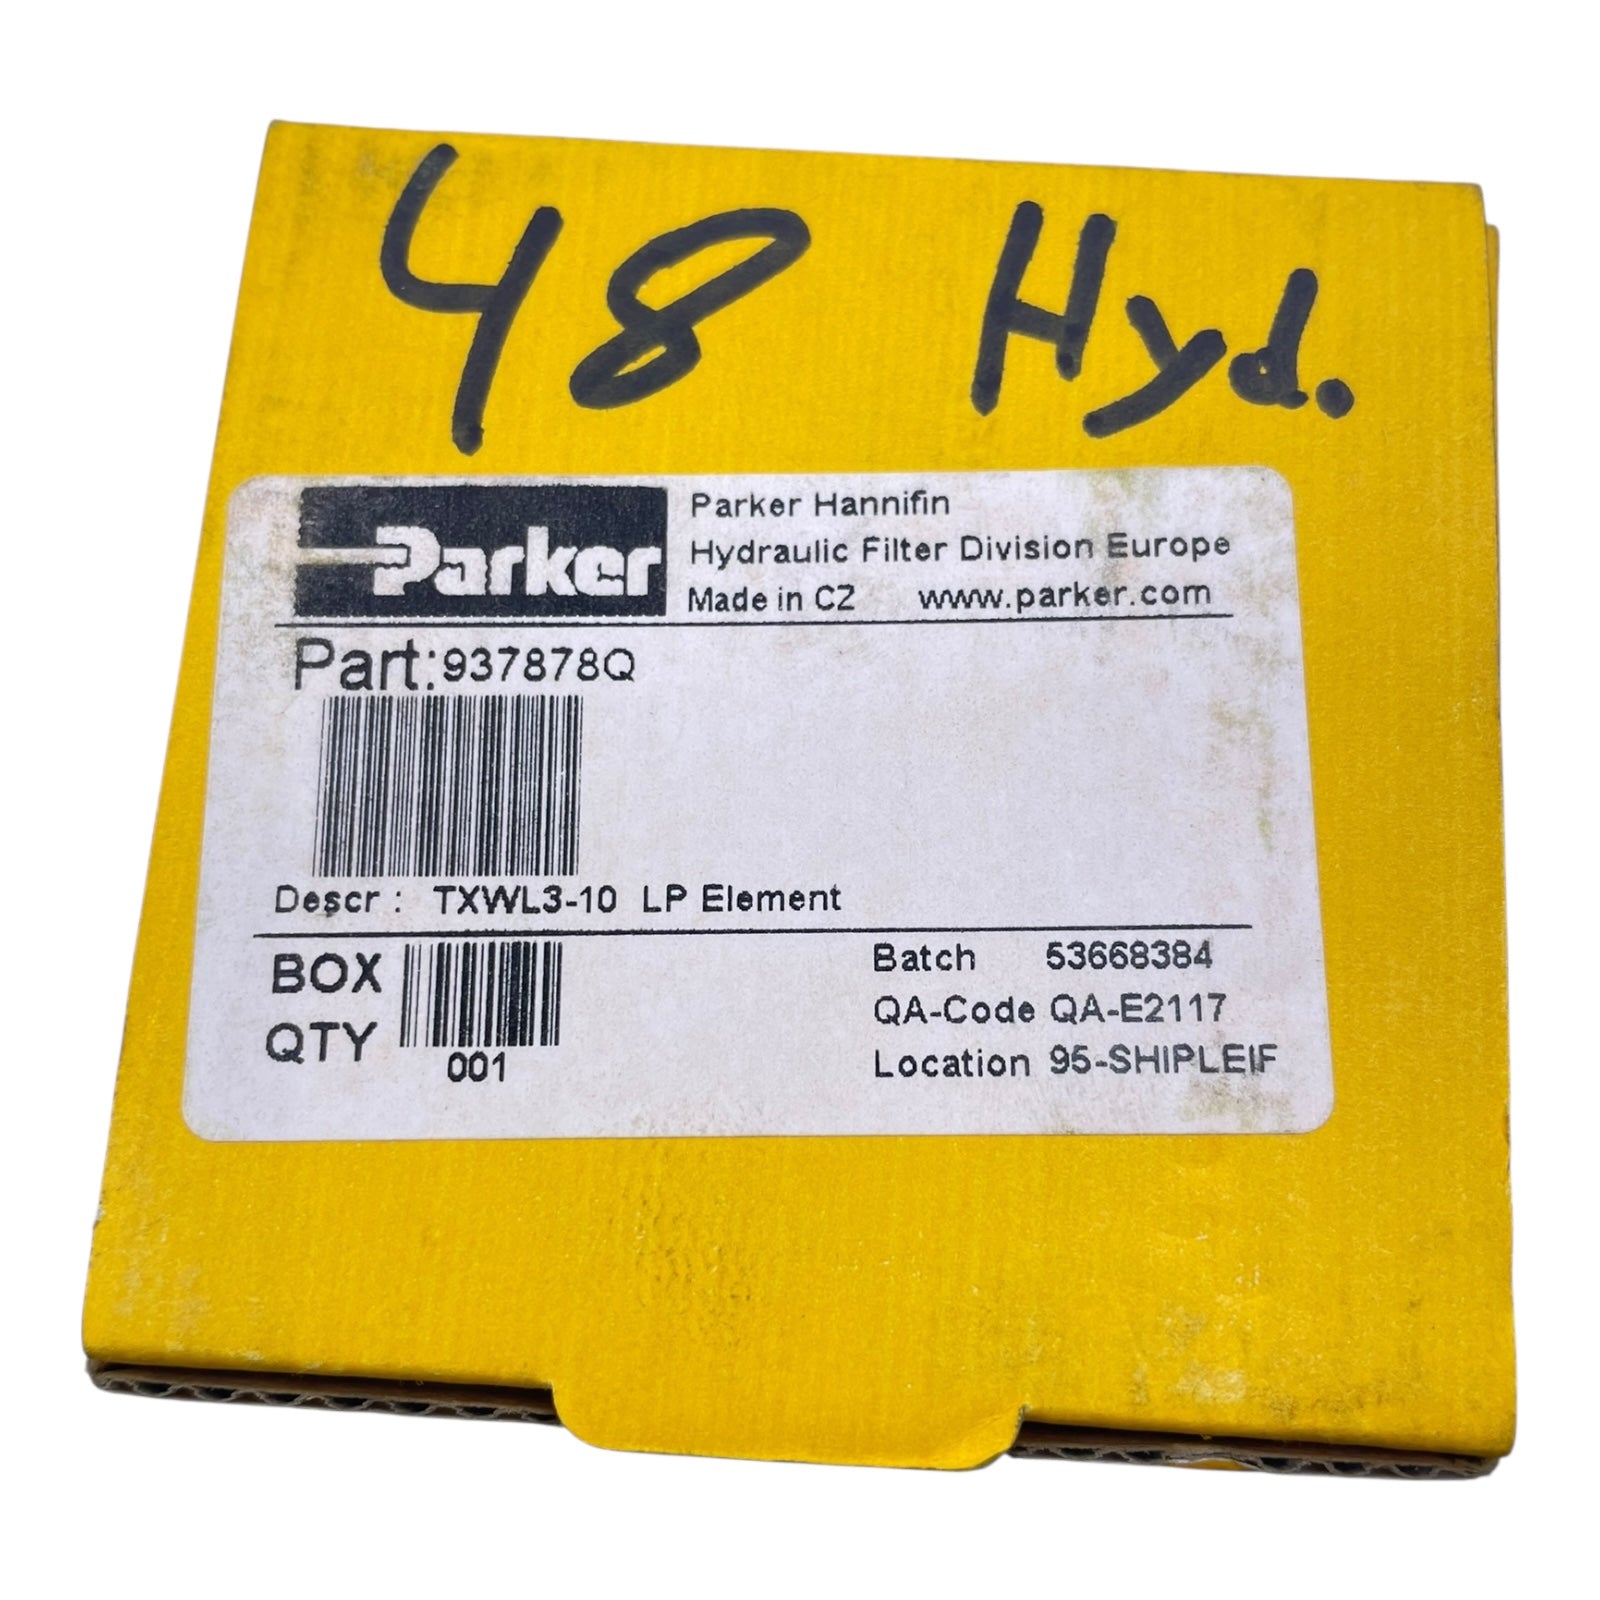 48 Hyd.
Parker
Parker Hannifin
Hydraulic Filter Division Europe
Made in CZ www.parker.com
Part:937878Q
Descr : TXWL3-10 LP Element
BOX
QTY
001
Batch 53668384
QA-Code QA-E2117
Location 95-SHIPLEIF